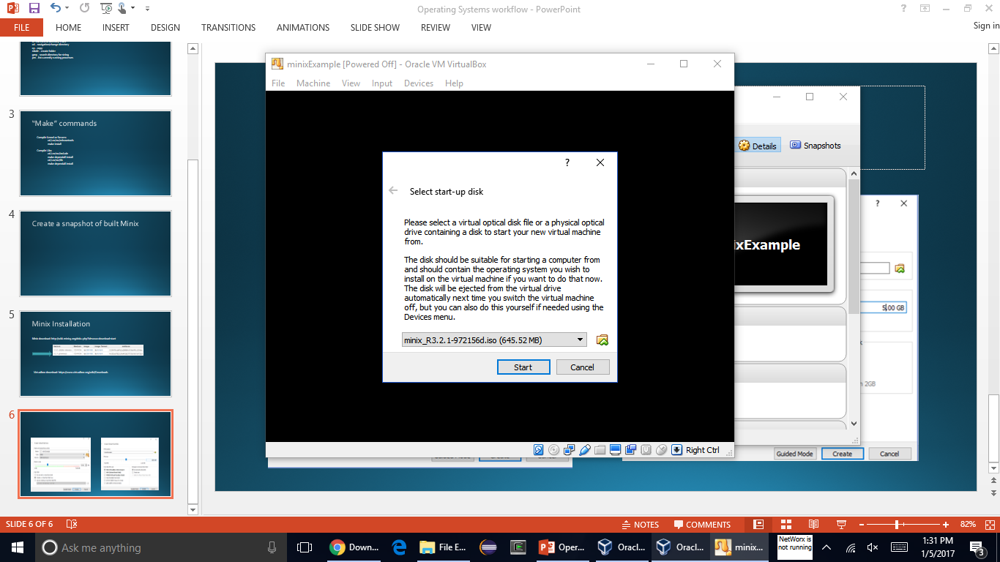 Operating Systems workflow - PowerPoint
FILE
HOME
INSERT
DESIGN
TRANSITIONS
ANIMATIONS
SLIDE SHOW
REVIEW
VIEW
Sign in
3
"Make" commands
make install
4
Create a snapshot of built Minix
5
Minix Installation
6
minixExample [Powered Off] - Oracle VM VirtualBox
File
Machine
View
Input
Devices
Help
Details
Snapshots
ixExample
?
Select start-up disk
Please select a virtual optical disk file or a physical optical
drive containing a disk to start your new virtual machine
from.
The disk should be suitable for starting a computer from
and should contain the operating system you wish to
install on the virtual machine if you want to do that now.
The disk will be ejected from the virtual drive
automatically next time you switch the virtual machine
off, but you can also do this yourself if needed using the
Devices menu.
minix_R3.2.1-972156d.iso (645.52 MB)
Start
Cancel
?
5.00 GB
2GB
Right Ctrl
Guided Mode
Create
Cancel
SLIDE 6 OF 6
NOTES
COMMENTS
82%
Ask me anything
Down...
File E...
Oper...
Oracl...
Oracl...
minix...
NetWorx is
not running
1:31 PM
1/5/2017
3